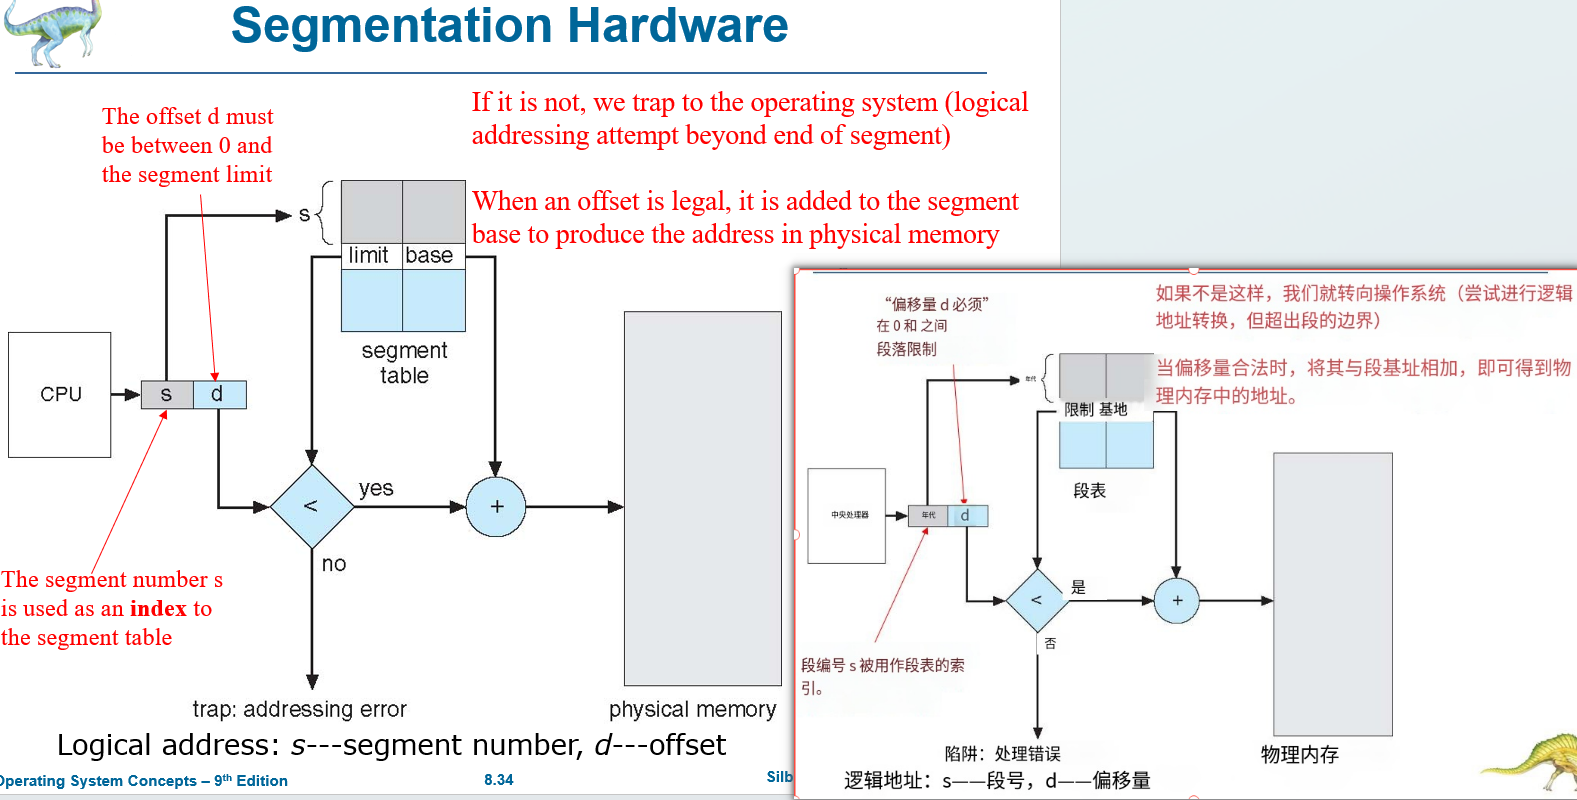 Segmentation Hardware
The offset d must
be between 0 and
the segment limit
If it is not, we trap to the operating system (logical
addressing attempt beyond end of segment)
When an offset is legal, it is added to the segment
base to produce the address in physical memory
s
limit base
segment
table
CPU
s d
<
yes
+
no
The segment number s
is used as an index to
the segment table
trap: addressing error
physical memory
Logical address: s---segment number, d---offset
Operating System Concepts – 9th Edition
8.34
Silb
“偏移量 d 必须”
在 0 和 之间
段落限制
如果不是这样，我们就转向操作系统（尝试进行逻辑
地址转换，但超出段的边界）
当偏移量合法时，将其与段基址相加，即可得到物
理内存中的地址。
年代
限制 基地
段表
中央处理器
年代 d
<
是
+
否
段编号 s 被用作段表的索
引。
陷阱：处理错误
物理内存
逻辑地址：s——段号，d——偏移量